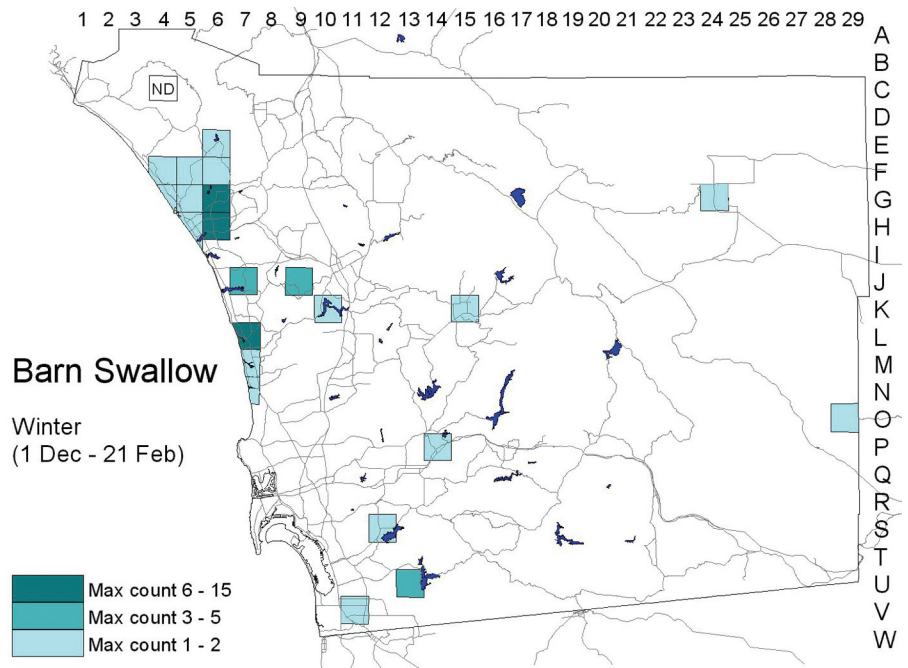 1 2 3 4 5 6 7 8 9 10 11 12 13 14 15 16 17 18 19 20 21 22 23 24 25 26 27 28 29
A
B
C
D
E
F
G
H
I
J
K
L
M
N
O
P
Q
R
S
T
U
V
W
ND
Barn Swallow
Winter
(1 Dec - 21 Feb)
Max count 6 - 15
Max count 3 - 5
Max count 1 - 2